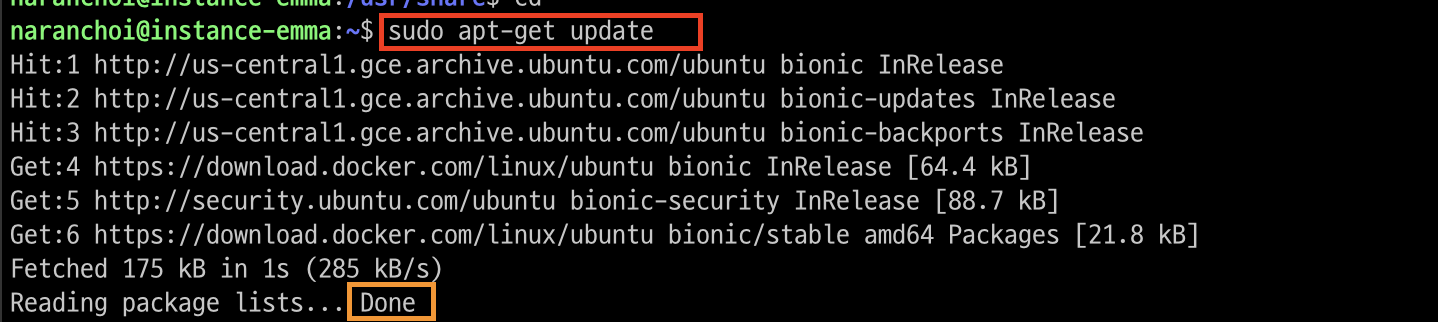 naranchoi@instance-emma:/usr/share$ cd
naranchoi@instance-emma:~$ sudo apt-get update
Hit:1 http://us-central1.gce.archive.ubuntu.com/ubuntu bionic InRelease
Hit:2 http://us-central1.gce.archive.ubuntu.com/ubuntu bionic-updates InRelease
Hit:3 http://us-central1.gce.archive.ubuntu.com/ubuntu bionic-backports InRelease
Get:4 https://download.docker.com/linux/ubuntu bionic InRelease [64.4 kB]
Get:5 http://security.ubuntu.com/ubuntu bionic-security InRelease [88.7 kB]
Get:6 https://download.docker.com/linux/ubuntu bionic/stable amd64 Packages [21.8 kB]
Fetched 175 kB in 1s (285 kB/s)
Reading package lists... Done